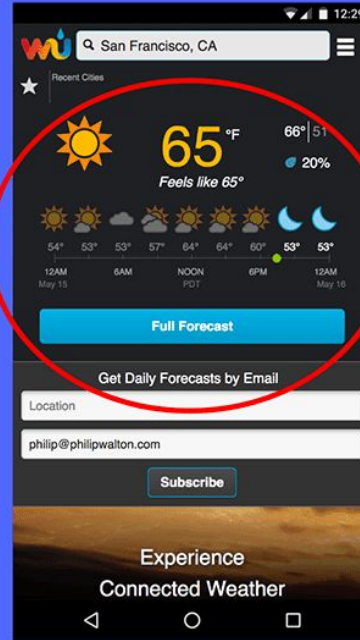 12:29
San Francisco, CA
Recent Cities
65 °F
66° | 51
20%
Feels like 65°
54° 53° 53° 57° 64° 64° 60° 53° 53°
12AM 6AM NOON 6PM 12AM
May 15 PDT May 16
Full Forecast
Get Daily Forecasts by Email
Location
philip@philipwalton.com
Subscribe
Experience
Connected Weather